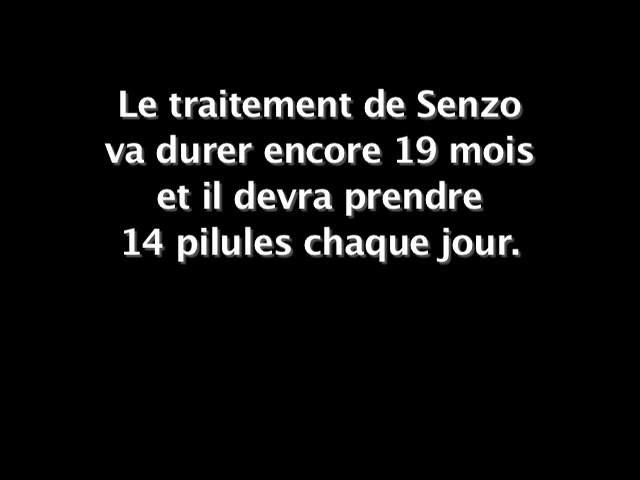 Le traitement de Senzo
va durer encore 19 mois
et il devra prendre
14 pilules chaque jour.